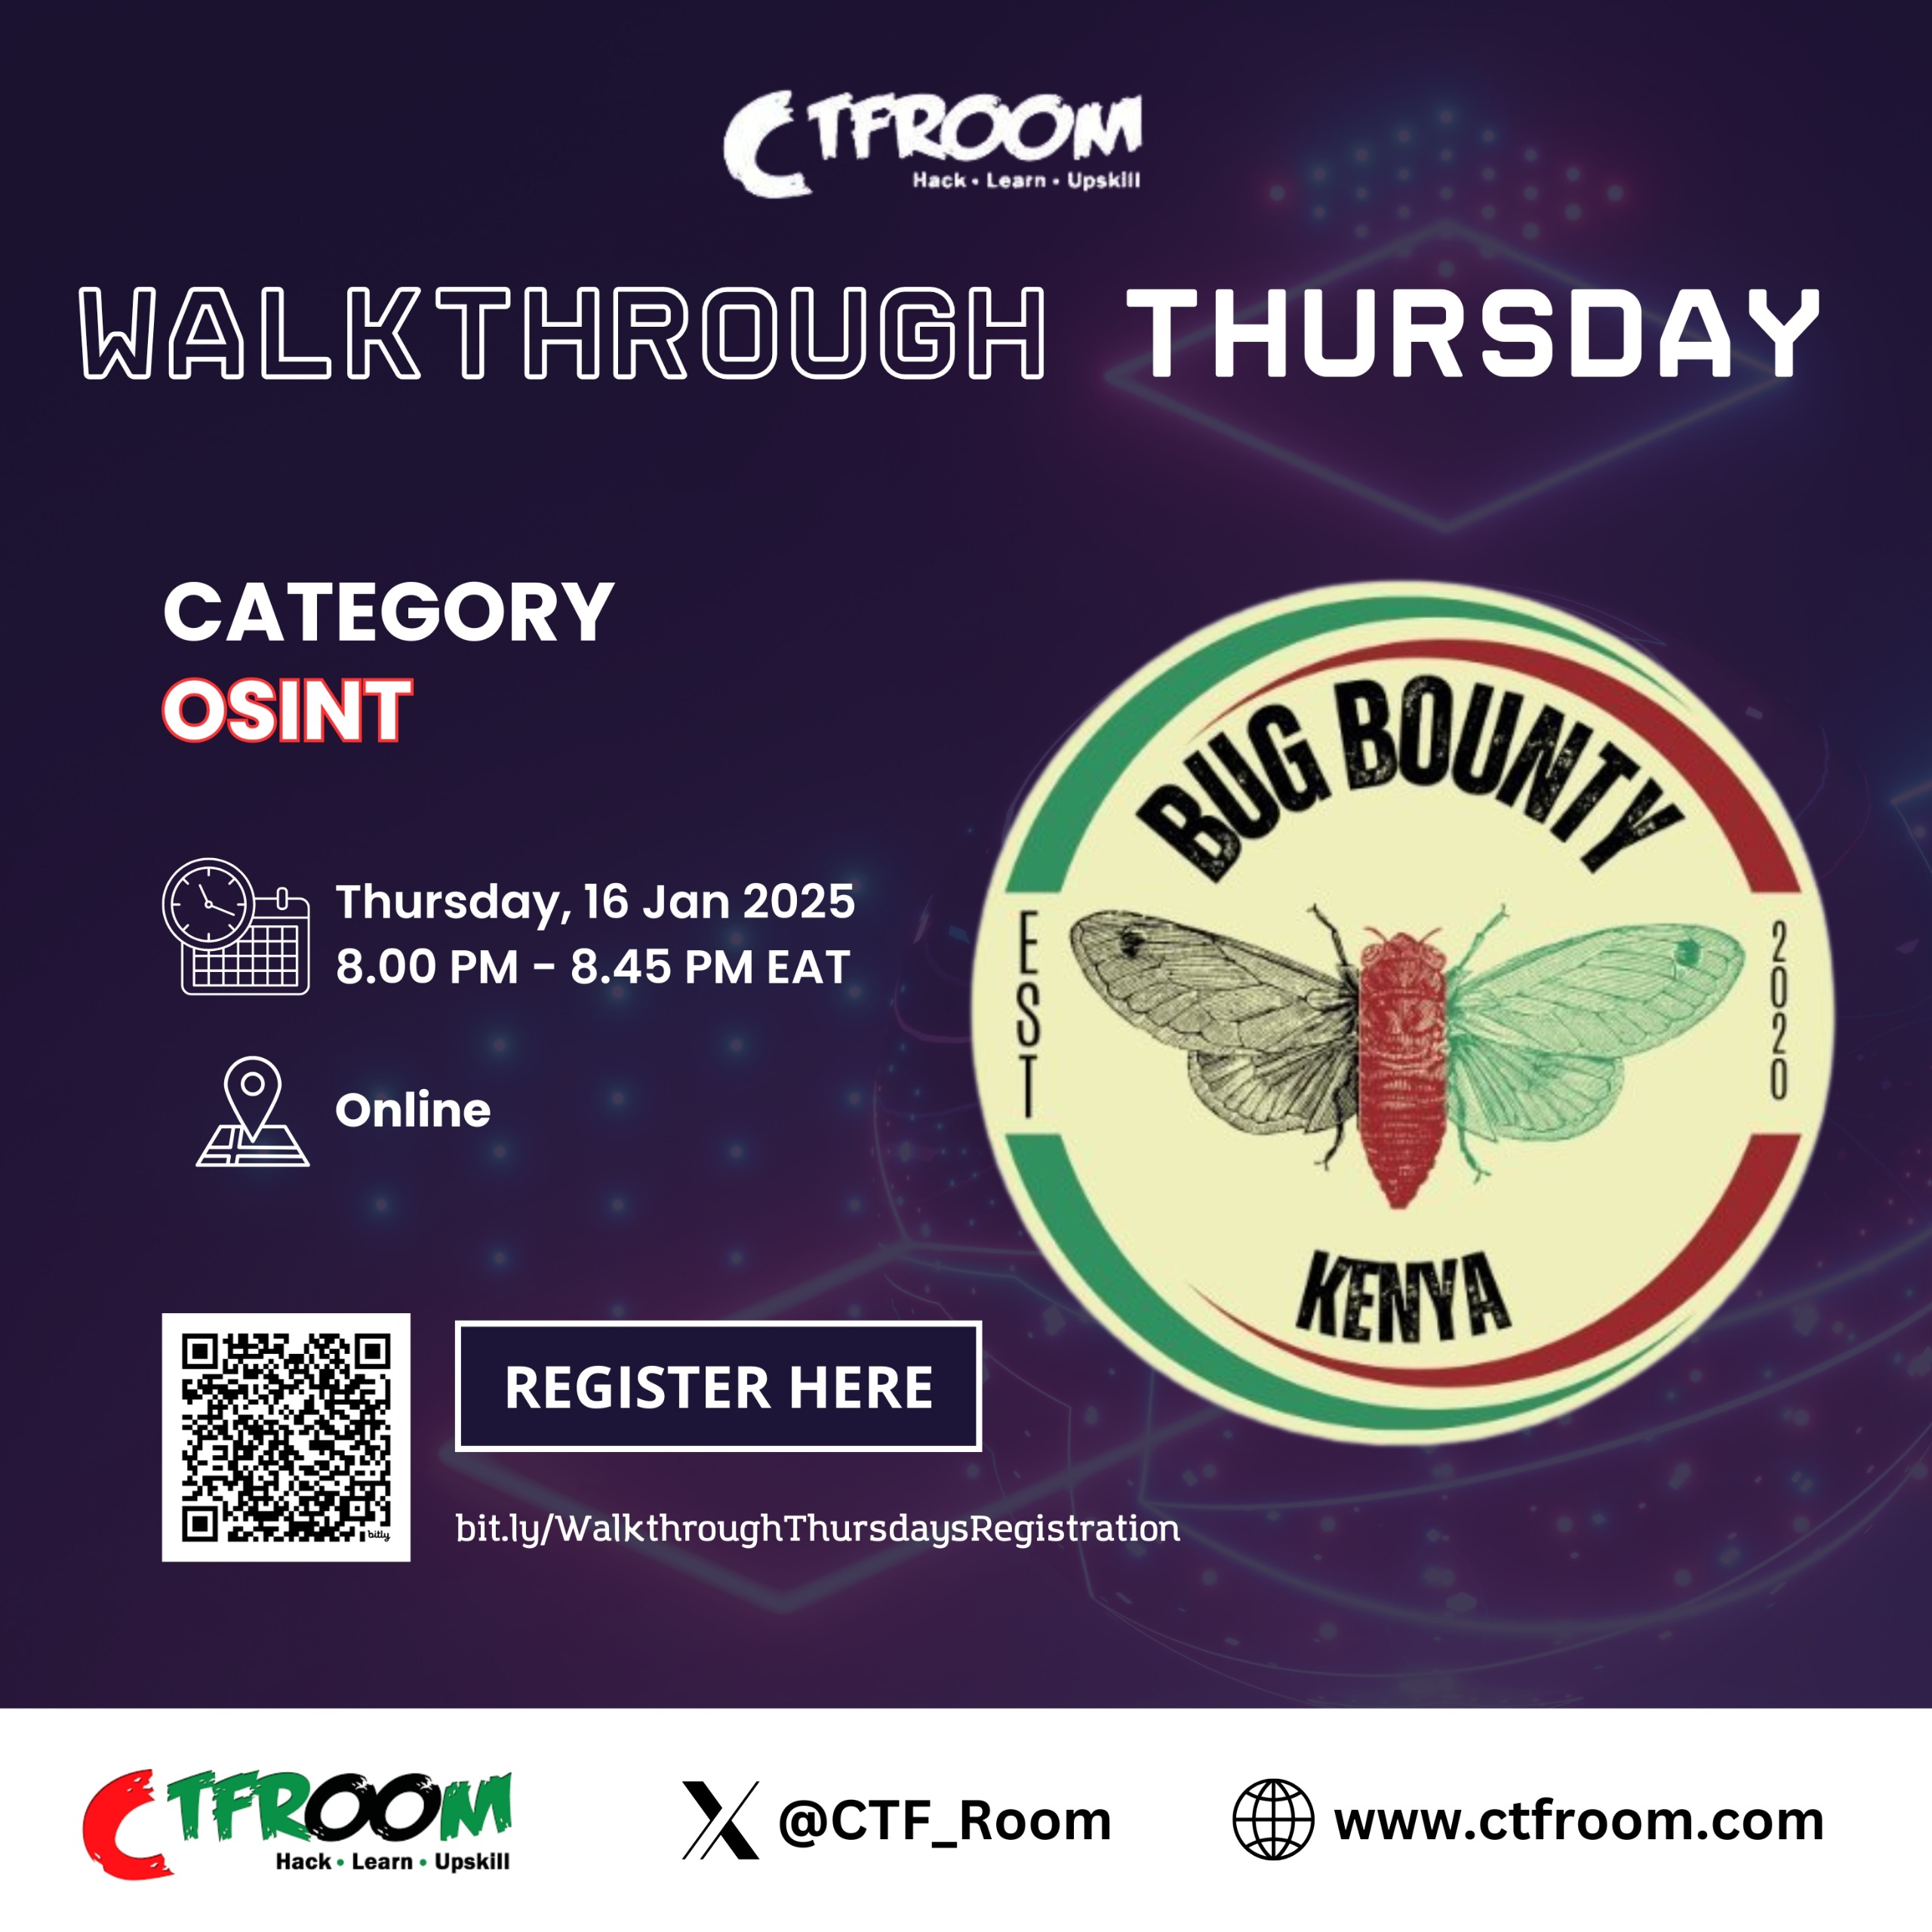 CTFROOM
Hack • Learn • Upskill
WALKTHROUGH THURSDAY
CATEGORY
OSINT
Thursday, 16 Jan 2025
8.00 PM - 8.45 PM EAT
Online
BUG BOUNTY
EST
2020
KENYA
REGISTER HERE
bitly
bit.ly/WalkthroughThursdaysRegistration
CTFROOM
Hack • Learn • Upskill
@CTF_Room
www.ctfroom.com